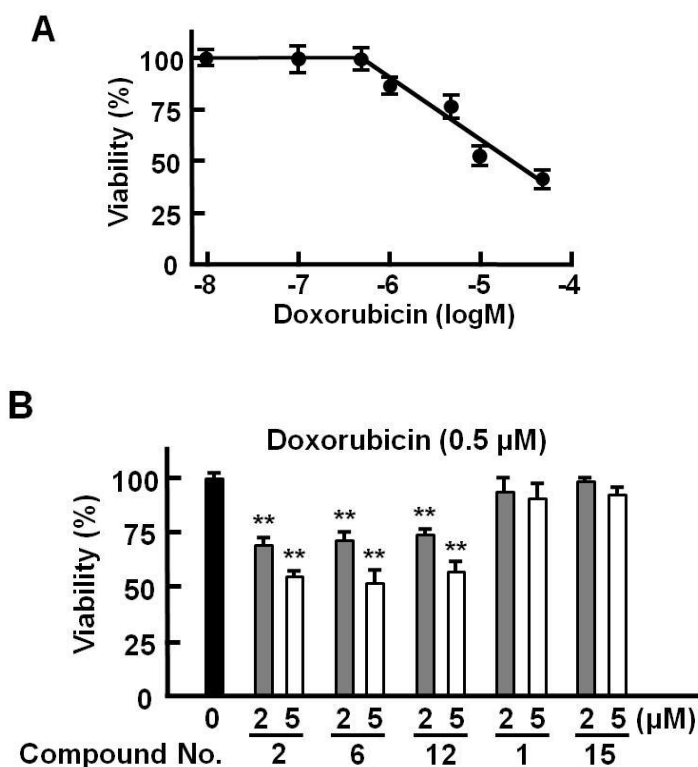 A
100
75
50
25
0
Viability (%)
-8 -7 -6 -5 -4
Doxorubicin (logM)
B
Doxorubicin (0.5 µM)
100
75
50
25
0
Viability (%)
** ** ** ** ** **
0 2 5 2 5 2 5 2 5 2 5 (µM)
Compound No. 2 6 12 1 15